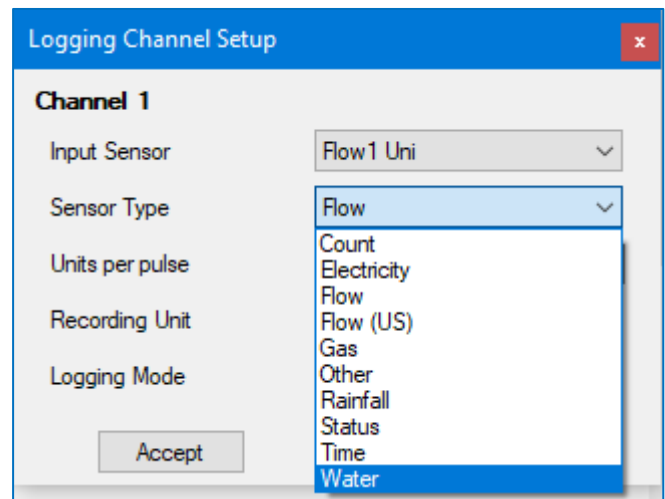 Logging Channel Setup
x
Channel 1
Input Sensor
Flow1 Uni
Sensor Type
Flow
Units per pulse
Recording Unit
Logging Mode
Count
Electricity
Flow
Flow (US)
Gas
Other
Rainfall
Status
Time
Water
Accept